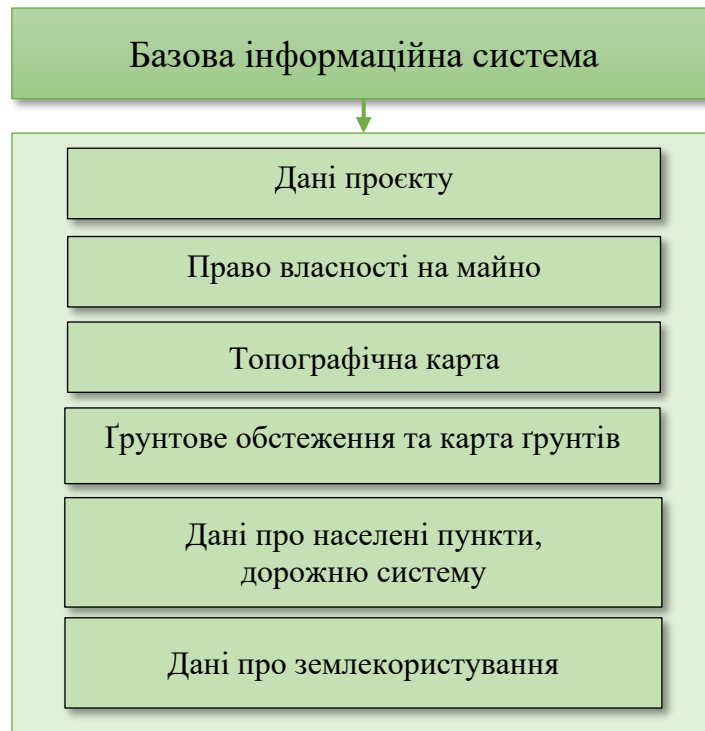 Базова інформаційна система
Дані проєкту
Право власності на майно
Топографічна карта
Ґрунтове обстеження та карта ґрунтів
Дані про населені пункти,
дорожню систему
Дані про землекористування